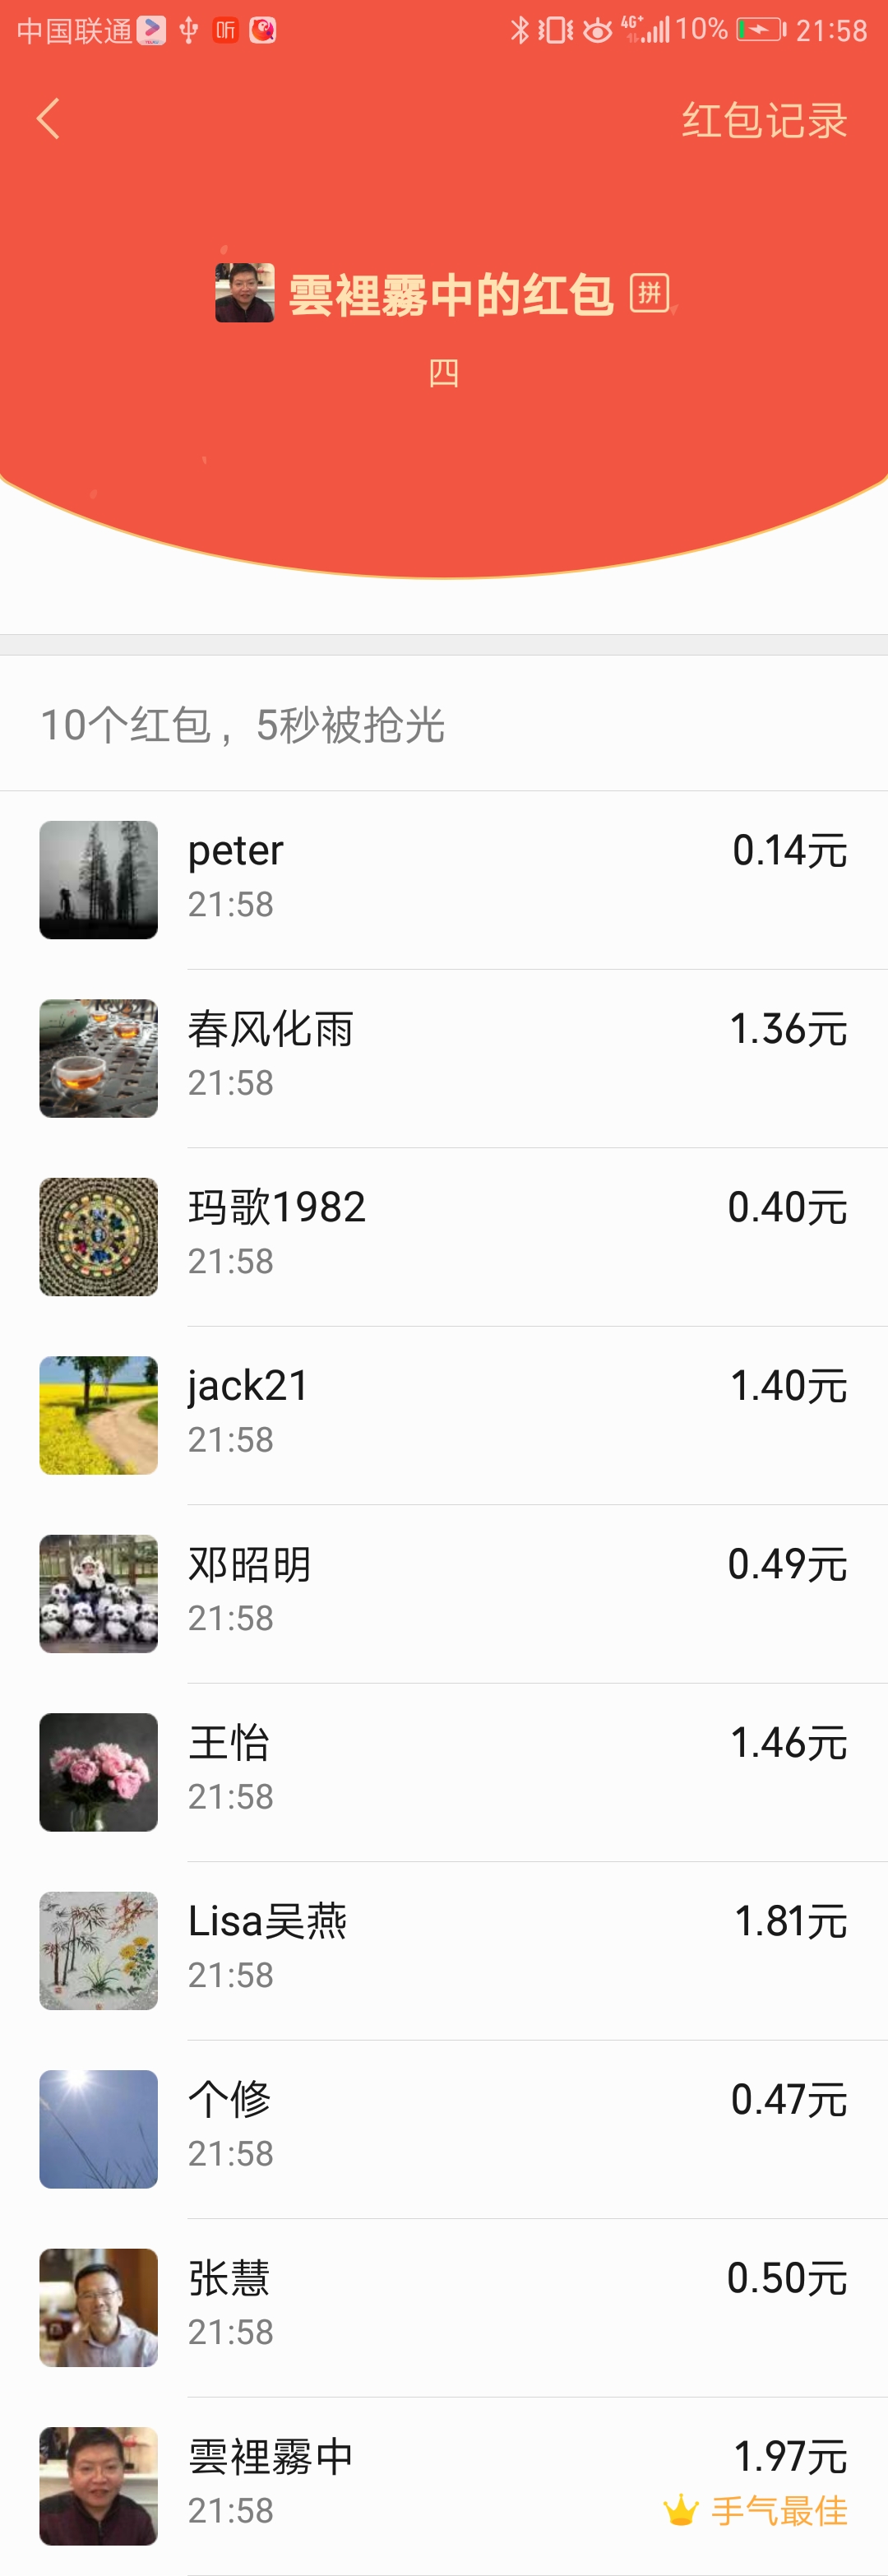 中国联通 听 4G+ 10% 21:58
红包记录
雲裡霧中的红包 拼
四
10个红包，5秒被抢光
peter 0.14元
21:58
春风化雨 1.36元
21:58
玛歌1982 0.40元
21:58
jack21 1.40元
21:58
邓昭明 0.49元
21:58
王怡 1.46元
21:58
Lisa吴燕 1.81元
21:58
个修 0.47元
21:58
张慧 0.50元
21:58
雲裡霧中 1.97元
21:58 手气最佳